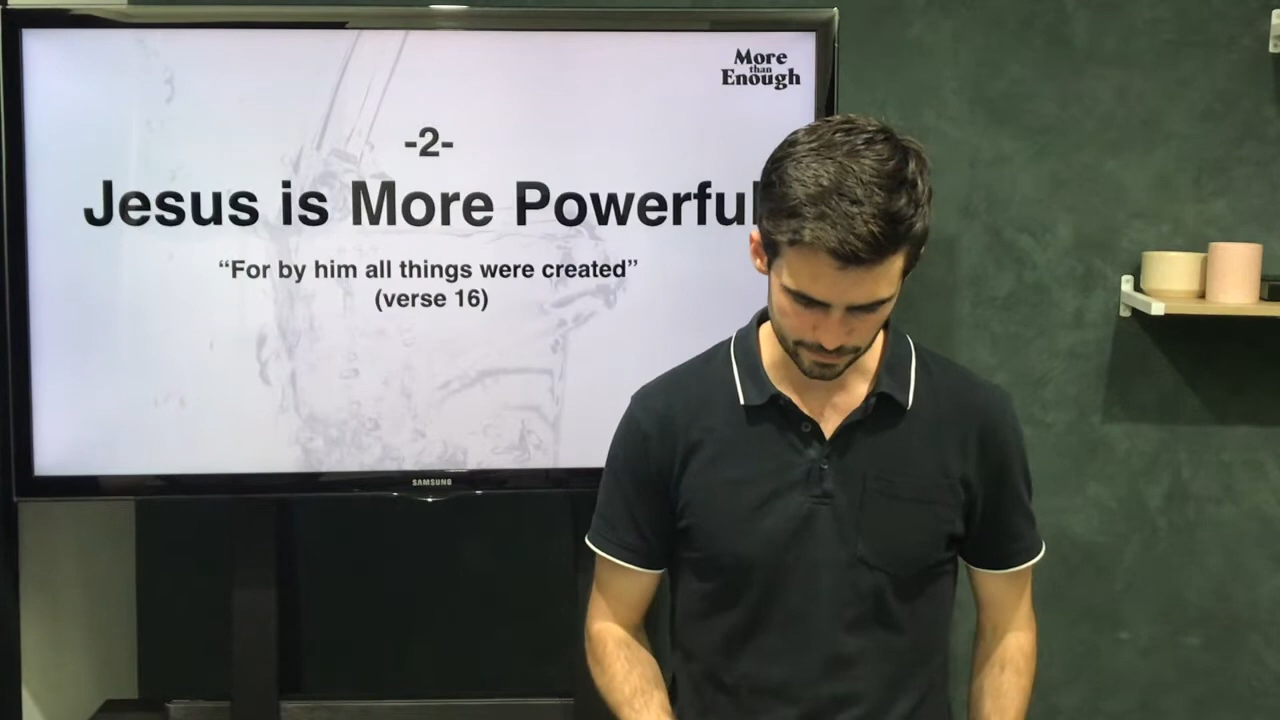 More
than
Enough
-2-
Jesus is More Powerful
“For by him all things were created”
(verse 16)
SAMSUNG